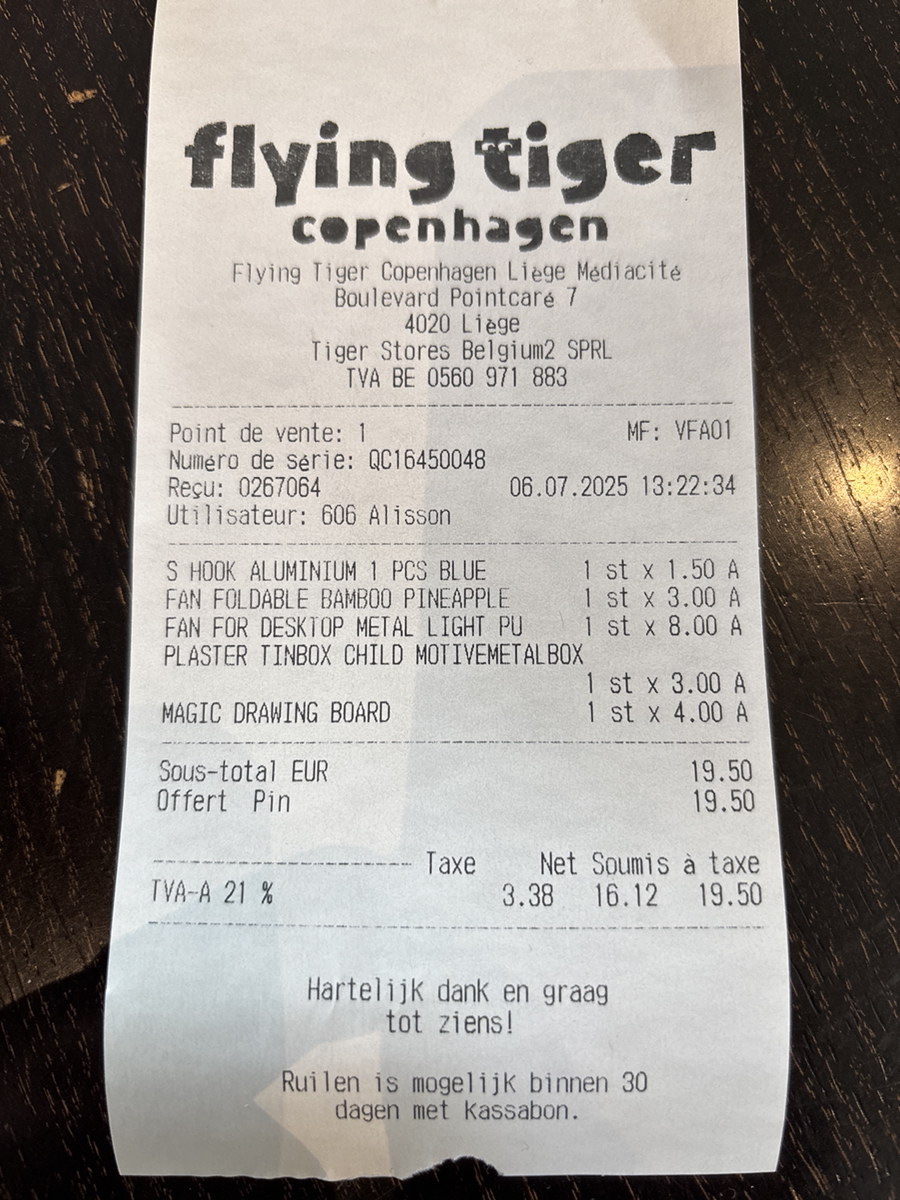 flying tiger
copenhagen
Flying Tiger Copenhagen Liège Médiacité
Boulevard Pointcaré 7
4020 Liège
Tiger Stores Belgium2 SPRL
TVA BE 0560 971 883
Point de vente: 1 MF: VFA01
Numéro de série: QC16450048
Reçu: 0267064 06.07.2025 13:22:34
Utilisateur: 606 Alisson
S HOOK ALUMINIUM 1 PCS BLUE 1 st x 1.50 A
FAN FOLDABLE BAMBOO PINEAPPLE 1 st x 3.00 A
FAN FOR DESKTOP METAL LIGHT PU 1 st x 8.00 A
PLASTER TINBOX CHILD MOTIVEMETALBOX
1 st x 3.00 A
MAGIC DRAWING BOARD 1 st x 4.00 A
Sous-total EUR 19.50
Offert Pin 19.50
Taxe Net Soumis à taxe
TVA-A 21 % 3.38 16.12 19.50
Hartelijk dank en graag
tot ziens!
Ruilen is mogelijk binnen 30
dagen met kassabon.